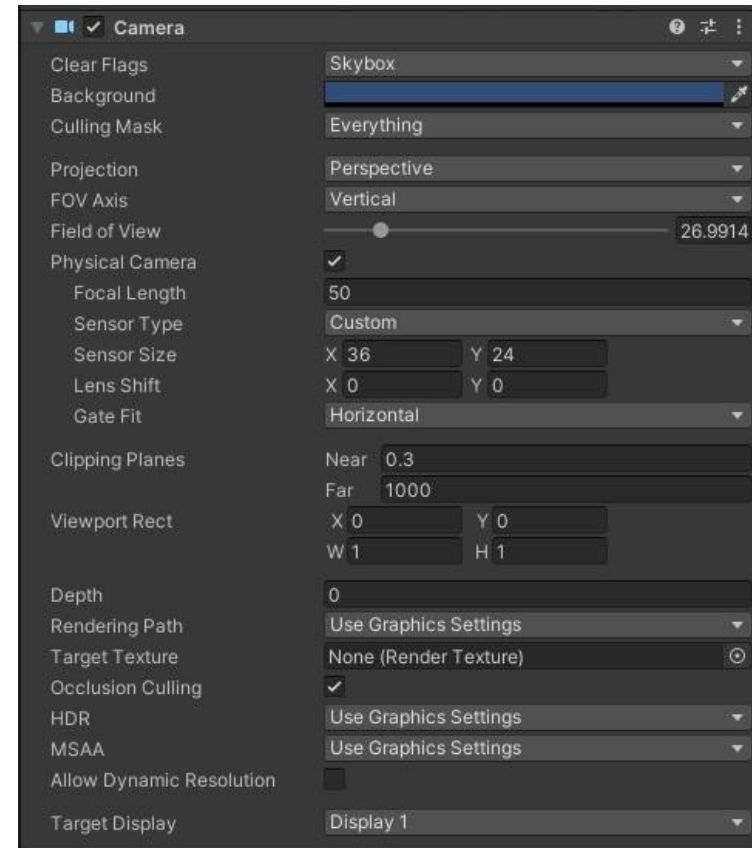 Camera
Clear Flags Skybox
Background
Culling Mask Everything
Projection Perspective
FOV Axis Vertical
Field of View 26.9914
Physical Camera
Focal Length 50
Sensor Type Custom
Sensor Size X 36 Y 24
Lens Shift X 0 Y 0
Gate Fit Horizontal
Clipping Planes Near 0.3
Far 1000
Viewport Rect X 0 Y 0
W 1 H 1
Depth 0
Rendering Path Use Graphics Settings
Target Texture None (Render Texture)
Occlusion Culling
HDR Use Graphics Settings
MSAA Use Graphics Settings
Allow Dynamic Resolution
Target Display Display 1